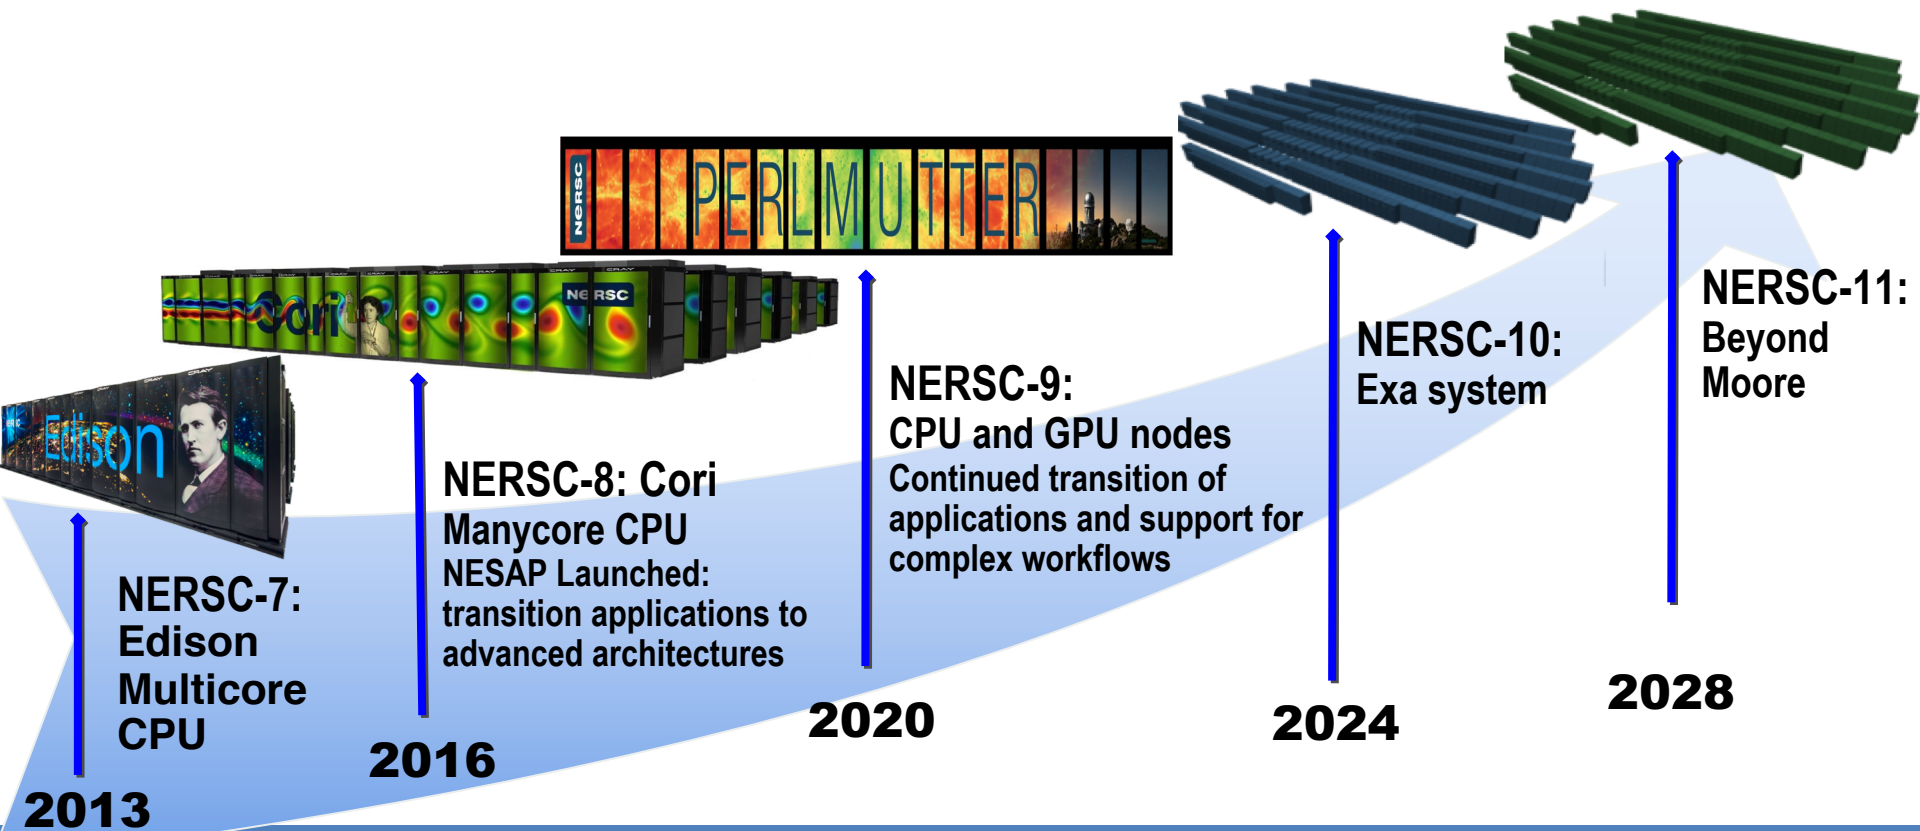 NERSC
PERLMUTTER
CRAY
Cori
NERSC
CRAY
Edison
NERSC-7:
Edison
Multicore
CPU
2013
NERSC-8: Cori
Manycore CPU
NESAP Launched:
transition applications to
advanced architectures
2016
NERSC-9:
CPU and GPU nodes
Continued transition of
applications and support for
complex workflows
2020
NERSC-10:
Exa system
2024
NERSC-11:
Beyond
Moore
2028